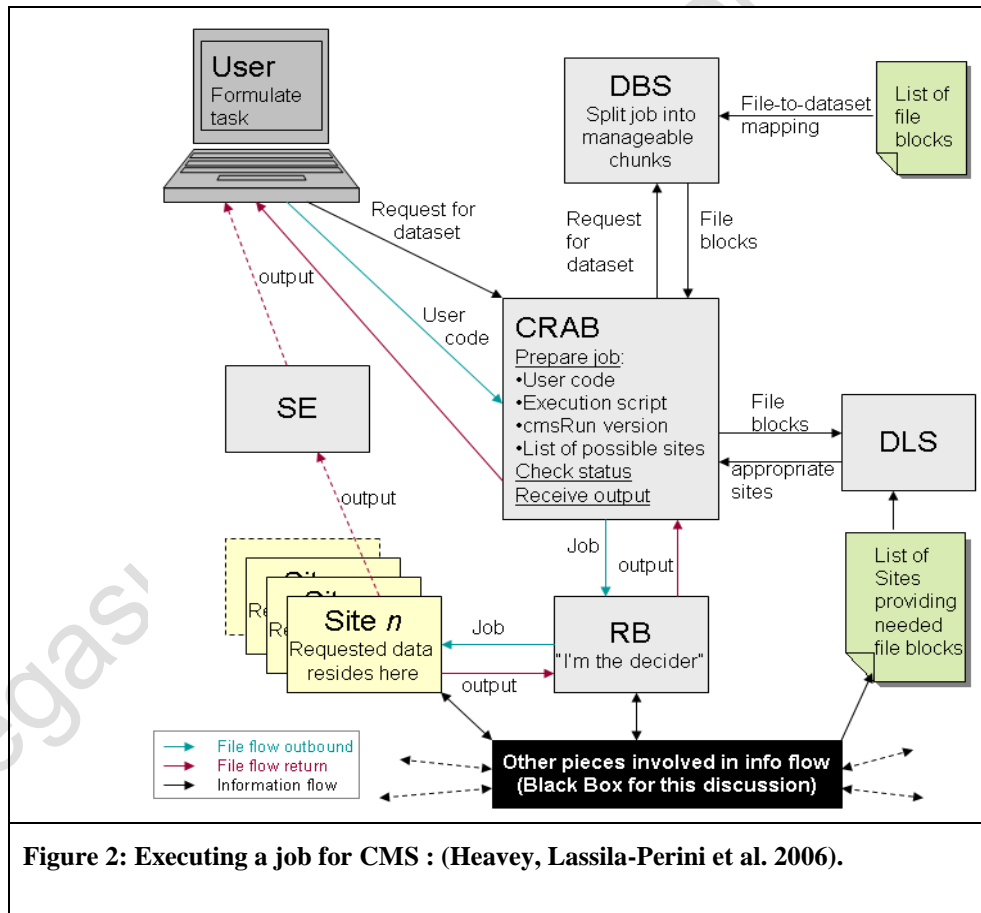 User
Formulate
task
DBS
Split job into
manageable
chunks
File-to-dataset
mapping
List of
file
blocks
Request for
dataset
Request
for
dataset
File
blocks
output
User
code
CRAB
Prepare job:
•User code
•Execution script
•cmsRun version
•List of possible sites
Check status
Receive output
SE
File
blocks
appropriate
sites
DLS
output
Job
output
List of
Sites
providing
needed
file blocks
Site n
Requested data
resides here
Job
output
RB
"I'm the decider"
File flow outbound
File flow return
Information flow
Other pieces involved in info flow
(Black Box for this discussion)
Figure 2: Executing a job for CMS : (Heavey, Lassila-Perini et al. 2006).